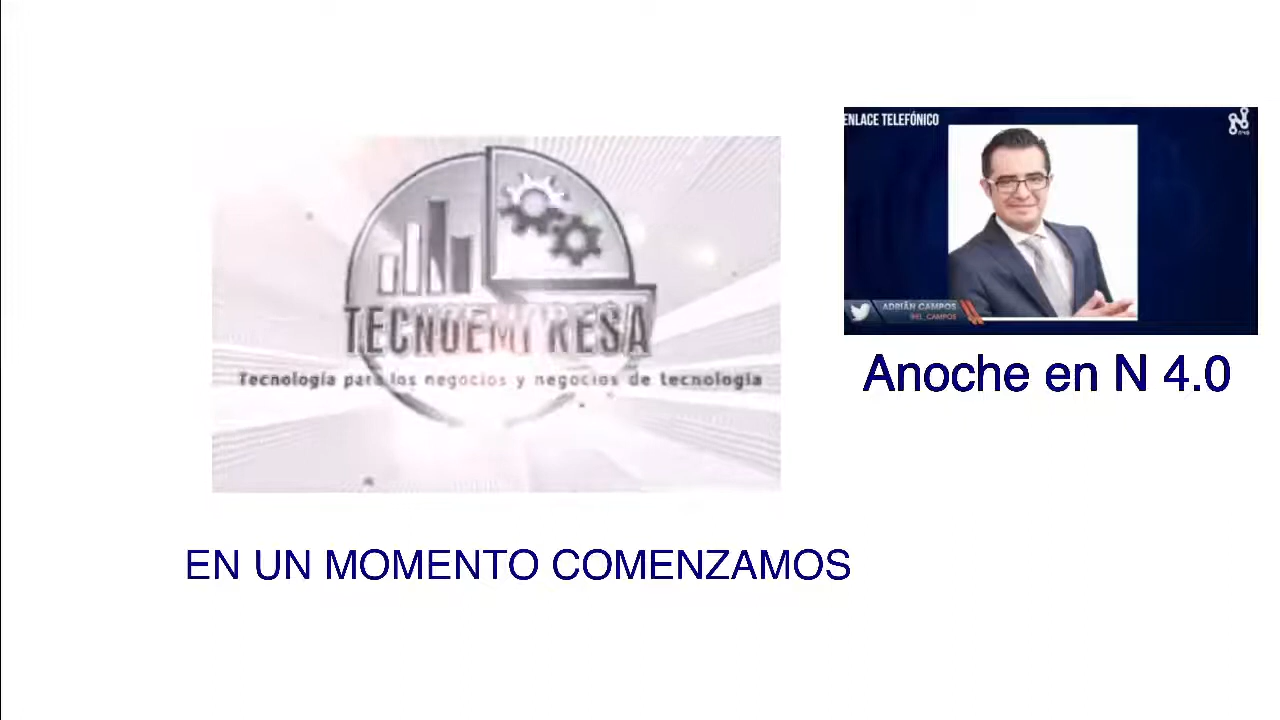 ENLACE TELEFÓNICO
ADRIÁN CAMPOS
@EL_CAMPOS
Anoche en N 4.0
TECNOEMPRESA
Tecnología para los negocios y negocios de tecnología
EN UN MOMENTO COMENZAMOS